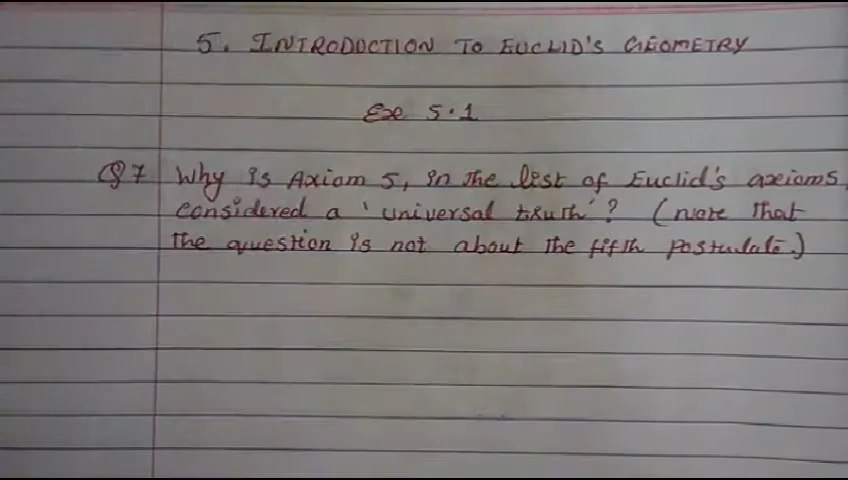 5. INTRODUCTION TO EUCLID'S GEOMETRY
Ex 5.1
Q7 Why is Axiom 5, in the list of Euclid's axioms,
considered a 'universal truth'? (Note that
the question is not about the fifth postulate.)